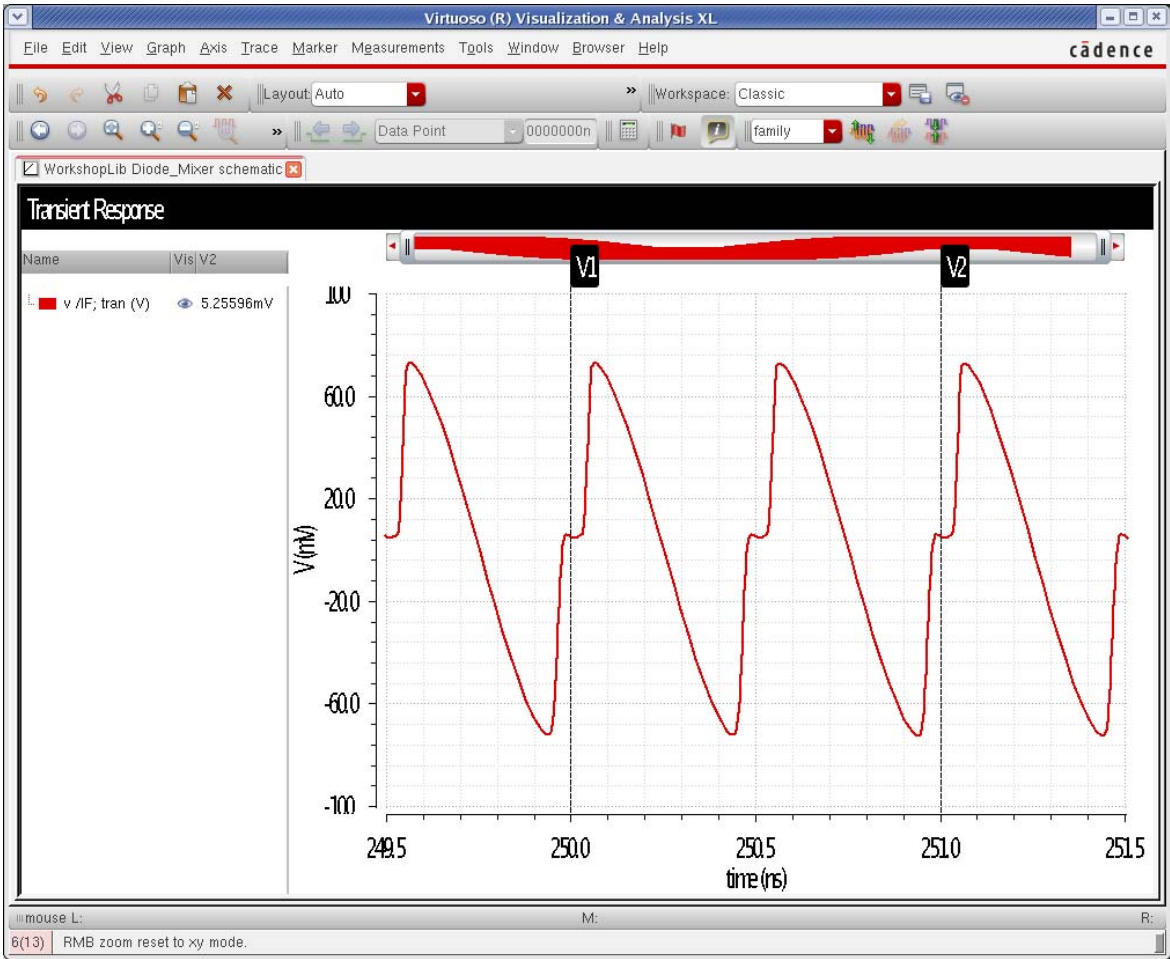 Virtuoso (R) Visualization & Analysis XL
File Edit View Graph Axis Trace Marker Measurements Tools Window Browser Help cādence
Layout: Auto » Workspace: Classic
» Data Point 0000000n family
WorkshopLib Diode_Mixer schematic
Transient Response
Name Vis V2
v /IF; tran (V) 5.25596mV
V1 V2
100
60.0
20.0
-20.0
-60.0
-100
V (mV)
249.5 250.0 250.5 251.0 251.5
time (ns)
mouse L: M: R:
6(13) RMB zoom reset to xy mode.